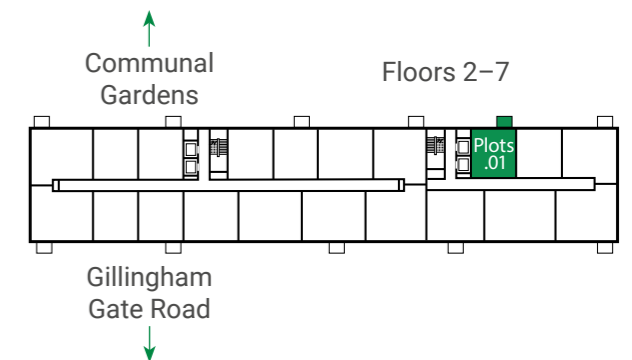 Communal
Gardens
Floors 2–7
Plots
.01
Gillingham
Gate Road